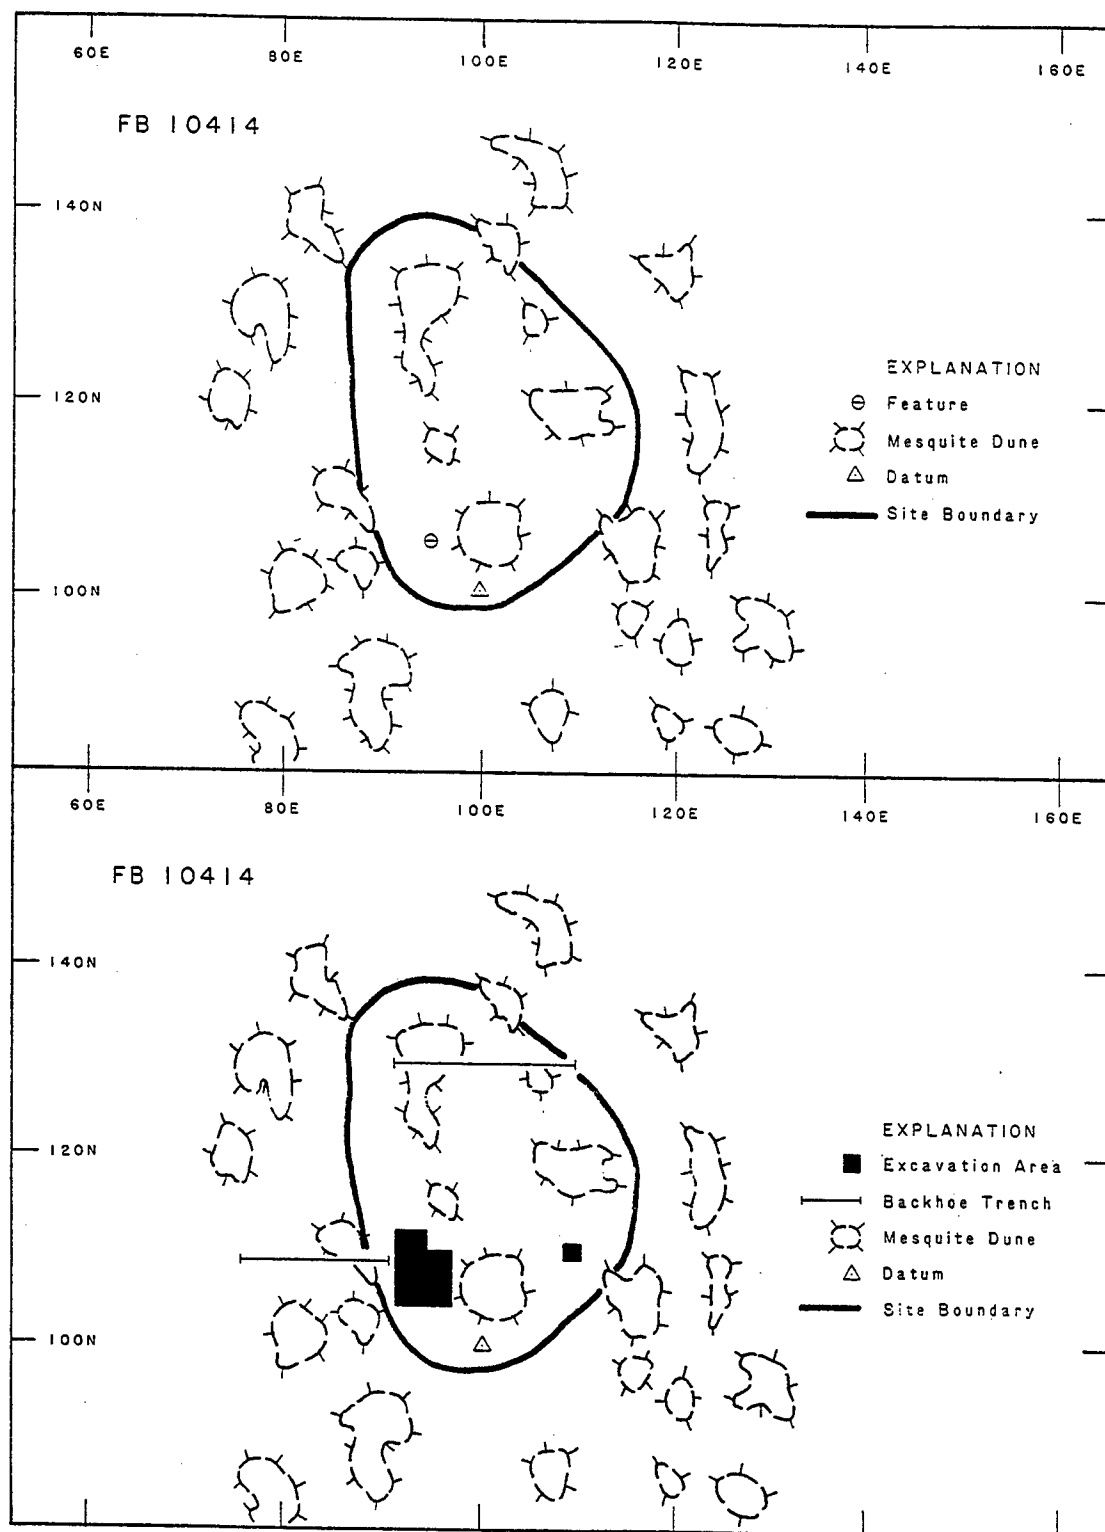 60E 80E 100E 120E 140E 160E
FB 10414
140N
EXPLANATION
120N
Feature
Mesquite Dune
Datum
Site Boundary
100N
60E 80E 100E 120E 140E 160E
FB 10414
140N
EXPLANATION
120N
Excavation Area
Backhoe Trench
Mesquite Dune
Datum
Site Boundary
100N